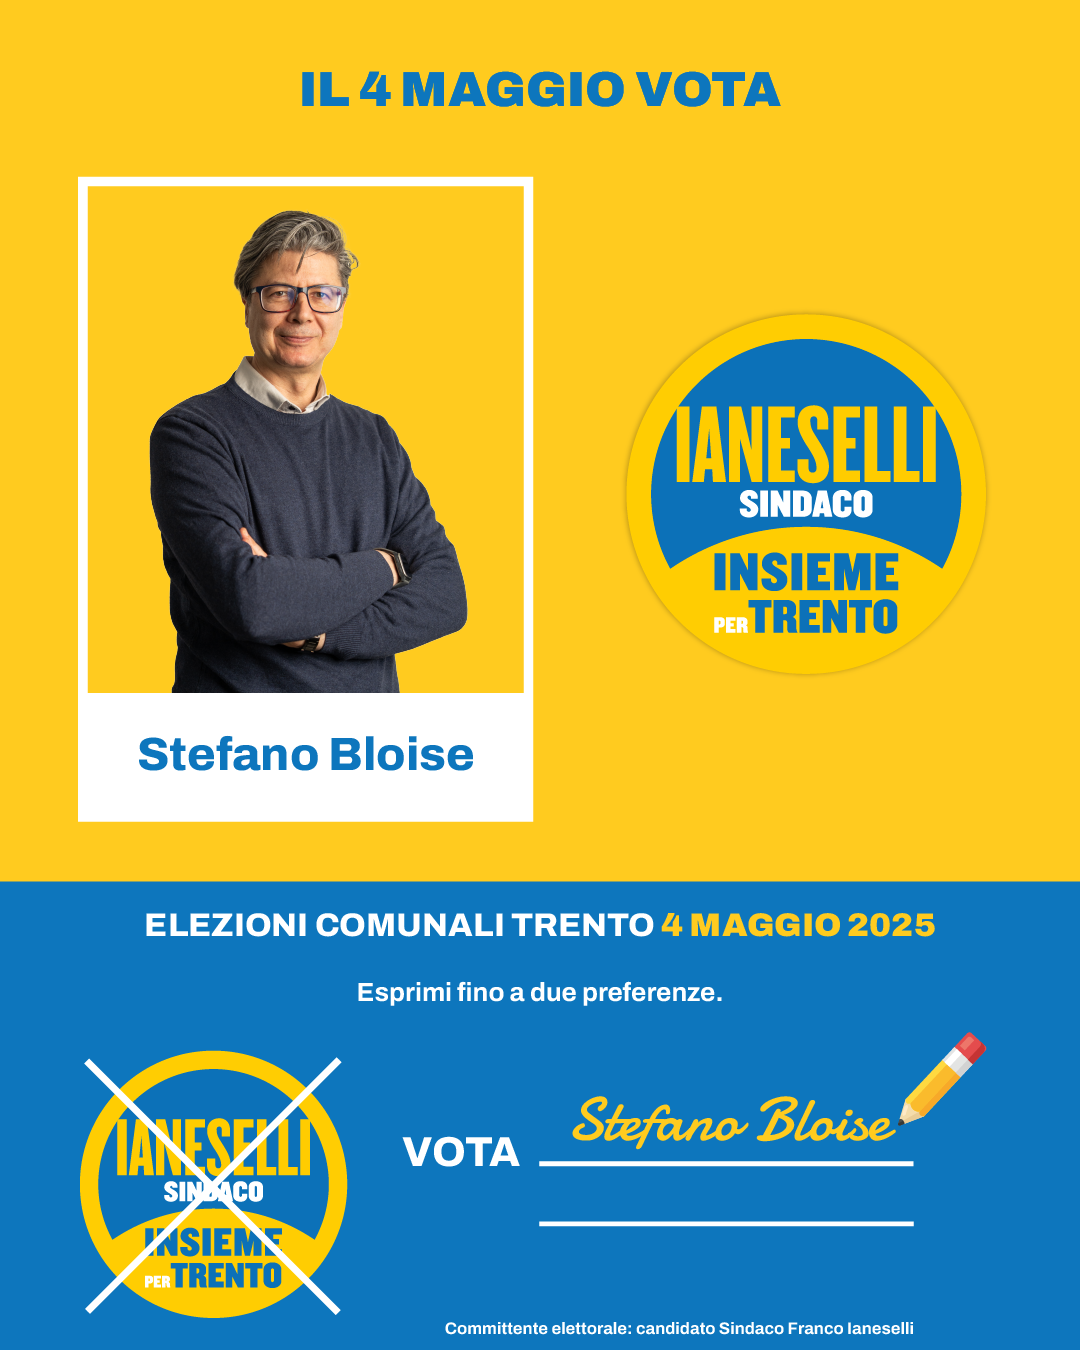 IL 4 MAGGIO VOTA
IANESELLI
SINDACO
INSIEME
PER TRENTO
Stefano Bloise
ELEZIONI COMUNALI TRENTO 4 MAGGIO 2025
Esprimi fino a due preferenze.
IANESELLI
SINDACO
INSIEME
PER TRENTO
VOTA
Stefano Bloise
Committente elettorale: candidato Sindaco Franco Ianeselli